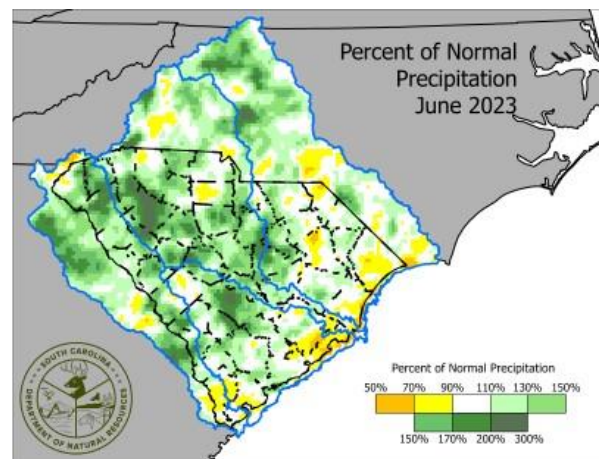 Percent of Normal
Precipitation
June 2023
Percent of Normal Precipitation
50% 70% 90% 110% 130% 150%
150% 170% 200% 300%
SOUTH CAROLINA
DEPARTMENT OF NATURAL RESOURCES